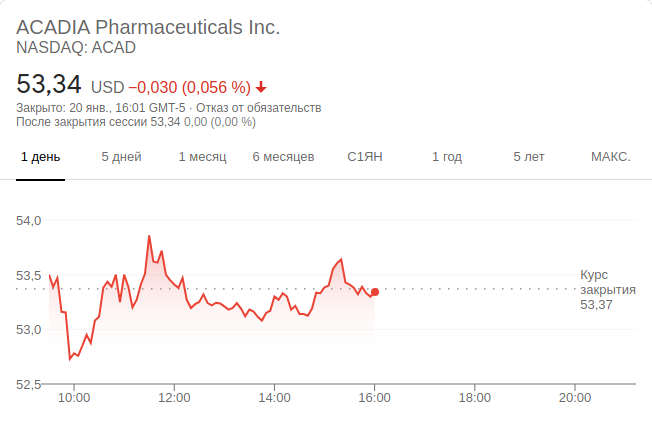 ACADIA Pharmaceuticals Inc.
NASDAQ: ACAD
53,34 USD −0,030 (0,056 %)
Закрыто: 20 янв., 16:01 GMT-5 · Отказ от обязательств
После закрытия сессии 53,34 0,00 (0,00 %)
1 день 5 дней 1 месяц 6 месяцев С1ЯН 1 год 5 лет МАКС.
54,0
53,5
53,0
52,5
Курс
закрытия
53,37
10:00 12:00 14:00 16:00 18:00 20:00